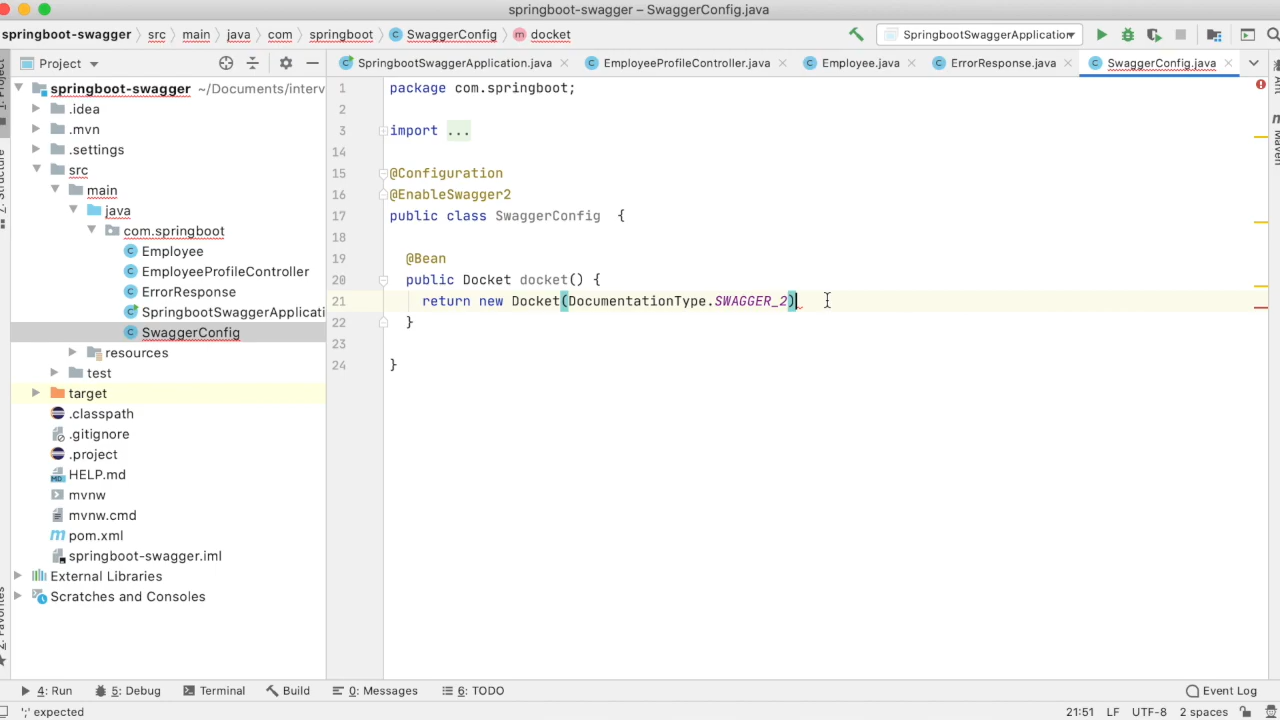 springboot-swagger – SwaggerConfig.java
springboot-swagger src main java com springboot SwaggerConfig docket SpringbootSwaggerApplication
Project SpringbootSwaggerApplication.java EmployeeProfileController.java Employee.java ErrorResponse.java SwaggerConfig.java
springboot-swagger ~/Documents/interv
.idea
.mvn
.settings
src
main
java
com.springboot
Employee
EmployeeProfileController
ErrorResponse
SpringbootSwaggerApplicati
SwaggerConfig
resources
test
target
.classpath
.gitignore
.project
HELP.md
mvnw
mvnw.cmd
pom.xml
springboot-swagger.iml
External Libraries
Scratches and Consoles
1 package com.springboot;
2
3 import ...
14
15 @Configuration
16 @EnableSwagger2
17 public class SwaggerConfig {
18
19 @Bean
20 public Docket docket() {
21 return new Docket(DocumentationType.SWAGGER_2)
22 }
23
24 }
Maven
4: Run 5: Debug Terminal Build 0: Messages 6: TODO Event Log
';' expected 21:51 LF UTF-8 2 spaces